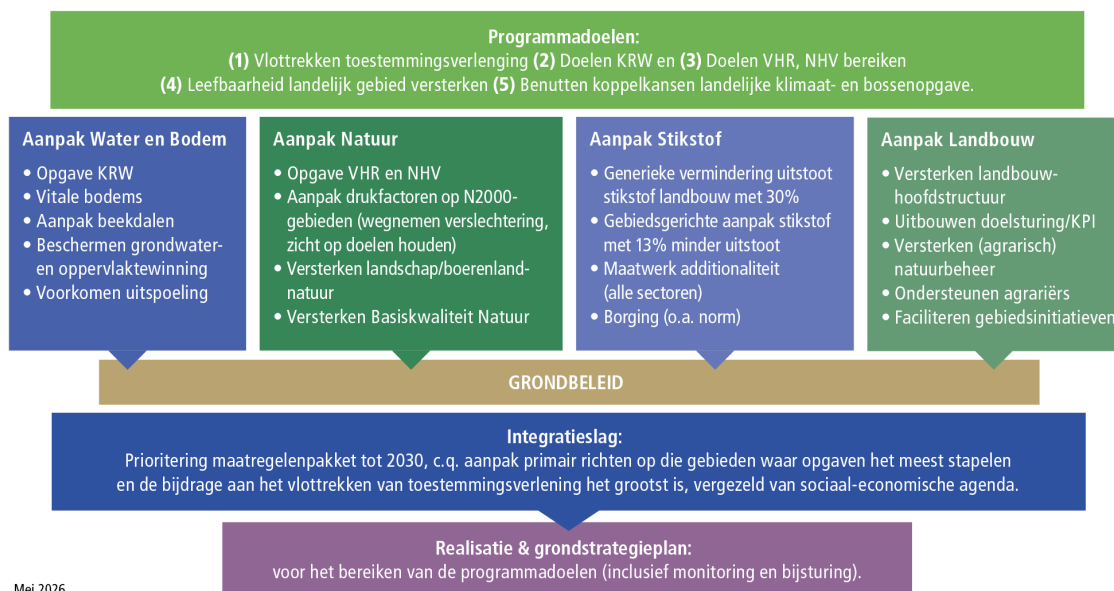 Programmadoelen:
(1) Vlottrekken toestemmingsverlenging (2) Doelen KRW en (3) Doelen VHR, NHV bereiken
(4) Leefbaarheid landelijk gebied versterken (5) Benutten koppelkansen landelijke klimaat- en bossenopgave.
Aanpak Water en Bodem
• Opgave KRW
• Vitale bodems
• Aanpak beekdalen
• Beschermen grondwater-
en oppervlaktewinning
• Voorkomen uitspoeling
Aanpak Natuur
• Opgave VHR en NHV
• Aanpak drukfactoren op N2000-
gebieden (wegnemen verslechtering,
zicht op doelen houden)
• Versterken landschap/boerenland-
natuur
• Versterken Basiskwaliteit Natuur
Aanpak Stikstof
• Generieke vermindering uitstoot
stikstof landbouw met 30%
• Gebiedsgerichte aanpak stikstof
met 13% minder uitstoot
• Maatwerk additionaliteit
(alle sectoren)
• Borging (o.a. norm)
Aanpak Landbouw
• Versterken landbouw-
hoofdstructuur
• Uitbouwen doelsturing/KPI
• Versterken (agrarisch)
natuurbeheer
• Ondersteunen agrariërs
• Faciliteren gebiedsinitiatieven
GRONDBELEID
Integratieslag:
Prioritering maatregelenpakket tot 2030, c.q. aanpak primair richten op die gebieden waar opgaven het meest stapelen
en de bijdrage aan het vlottrekken van toestemmingsverlening het grootst is, vergezeld van sociaal-economische agenda.
Realisatie & grondstrategieplan:
voor het bereiken van de programmadoelen (inclusief monitoring en bijsturing).
Mei 2026